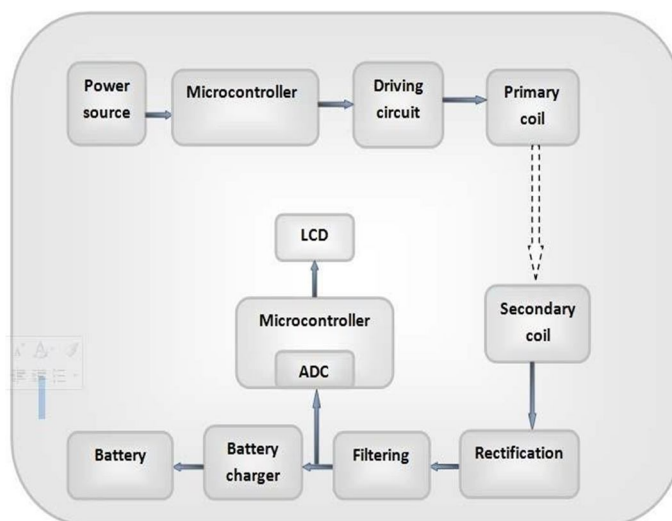 Power
source
Microcontroller
Driving
circuit
Primary
coil
LCD
Microcontroller
ADC
Secondary
coil
Battery
Battery
charger
Filtering
Rectification